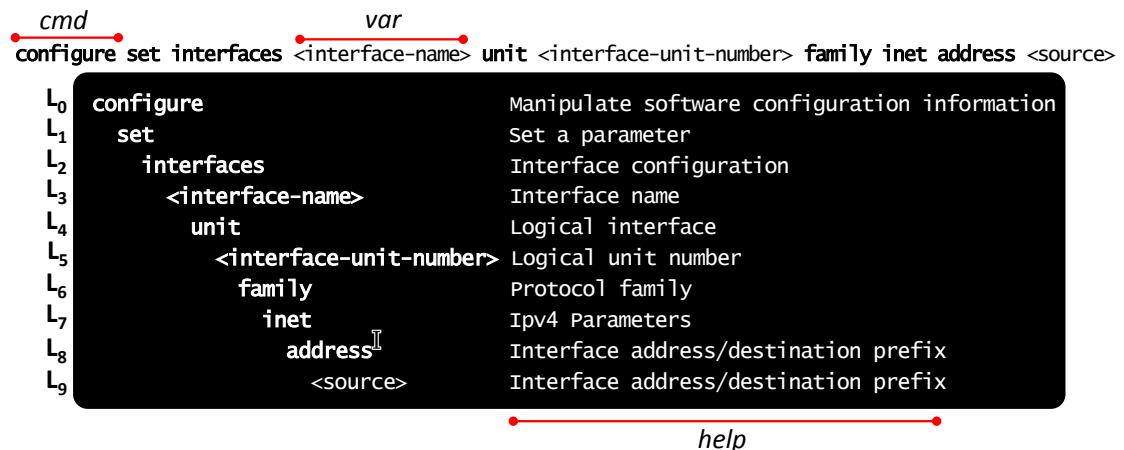 cmd var
configure set interfaces <interface-name> unit <interface-unit-number> family inet address <source>
L0 configure Manipulate software configuration information
L1 set Set a parameter
L2 interfaces Interface configuration
L3 <interface-name> Interface name
L4 unit Logical interface
L5 <interface-unit-number> Logical unit number
L6 family Protocol family
L7 inet Ipv4 Parameters
L8 address Interface address/destination prefix
L9 <source> Interface address/destination prefix
help